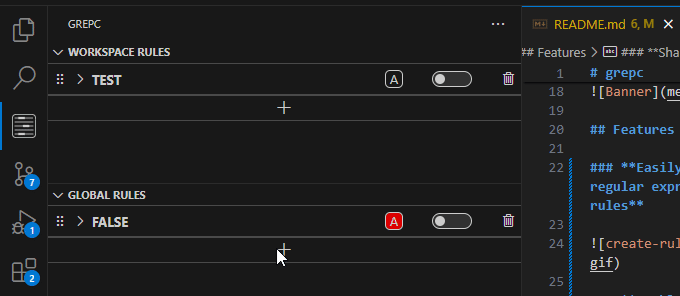 GREPC
WORKSPACE RULES
TEST A
GLOBAL RULES
FALSE A
7
1
2
README.md 6, M
## Features > abc ### **Sha
1 # grepc
18 ![Banner](me
19
20 ## Features
21
22 ### **Easily
regular expr
rules**
23
24 ![create-rul
gif)
25